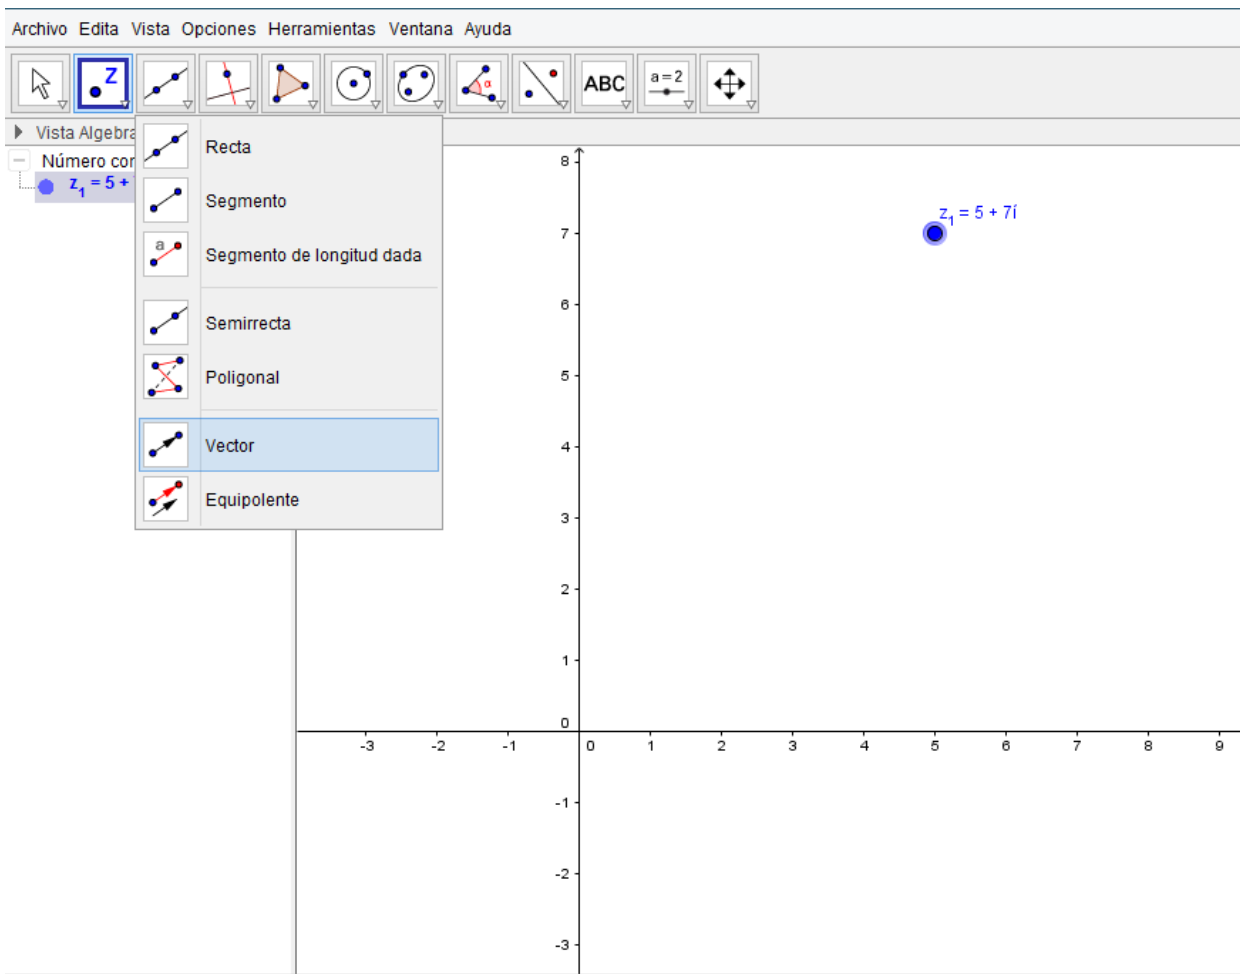 Archivo Edita Vista Opciones Herramientas Ventana Ayuda
Z
α
ABC
a=2
Vista Algebra
Número cor
z₁ = 5 +
Recta
Segmento
a
Segmento de longitud dada
Semirrecta
Poligonal
Vector
Equipolente
z₁ = 5 + 7í
8
7
6
5
4
3
2
1
0
-3 -2 -1 0 1 2 3 4 5 6 7 8 9
-1
-2
-3